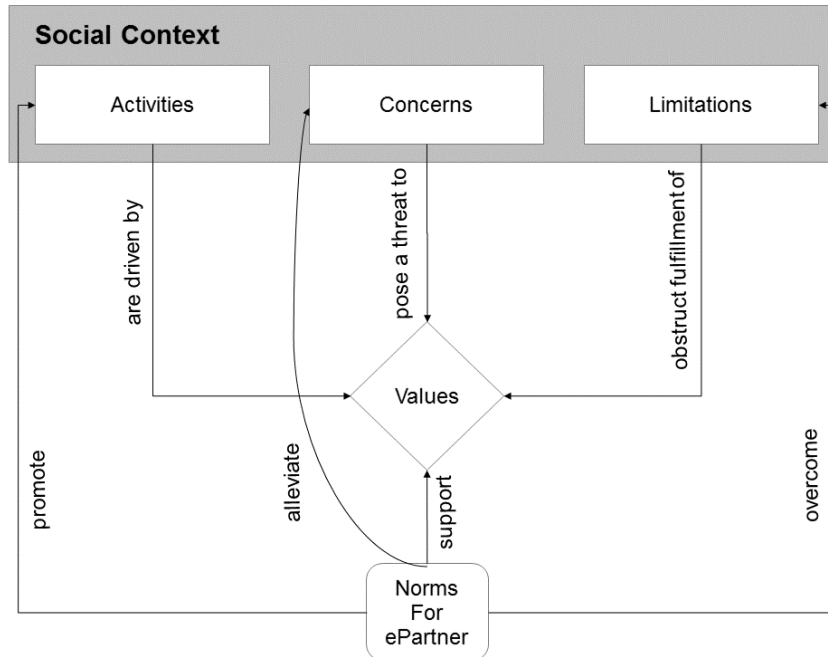 Social Context
Activities
Concerns
Limitations
are driven by
pose a threat to
obstruct fulfillment of
Values
promote
alleviate
support
overcome
Norms
For
ePartner